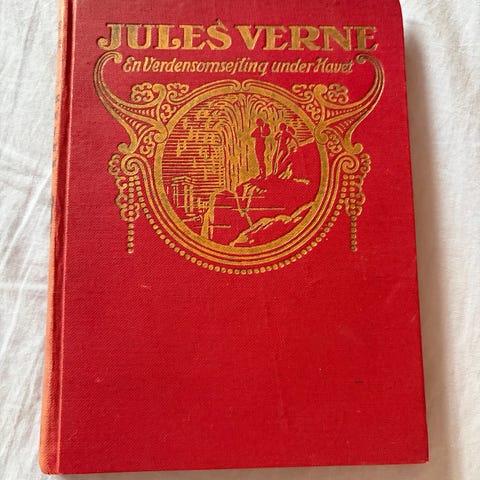 JULES VERNE
En Verdensomsejling under Havet